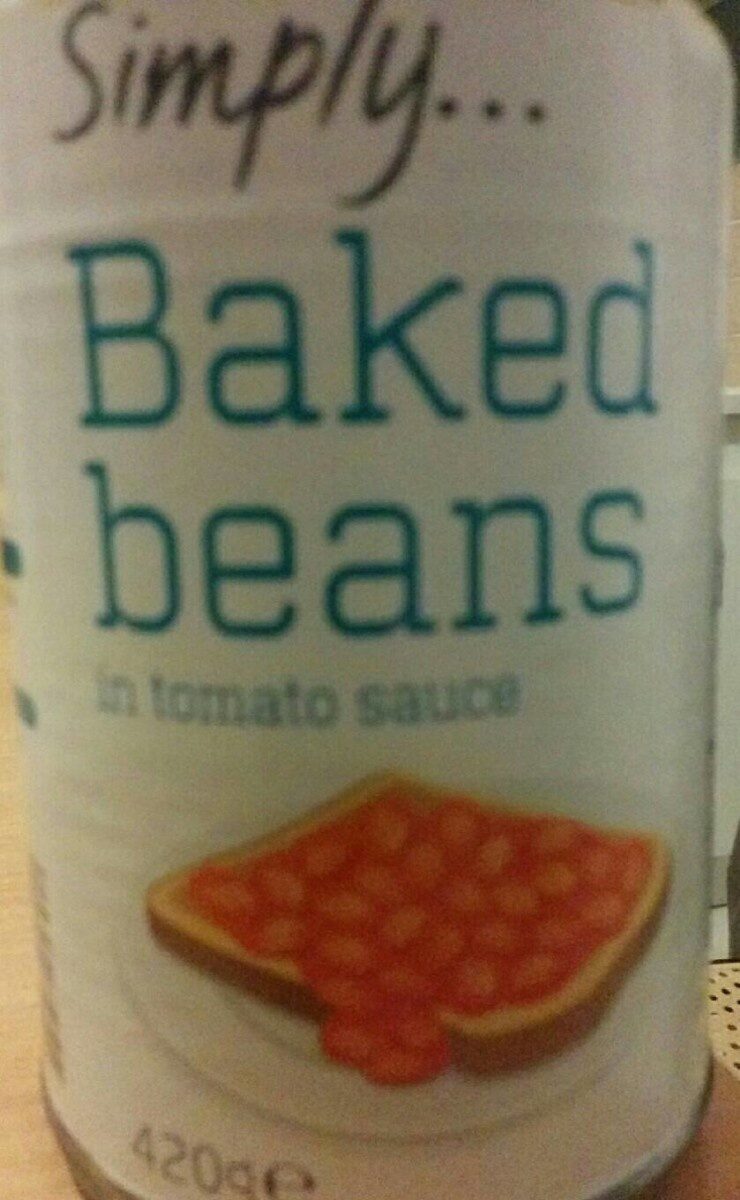 Simply...
Baked
beans
in tomato sauce
420g℮